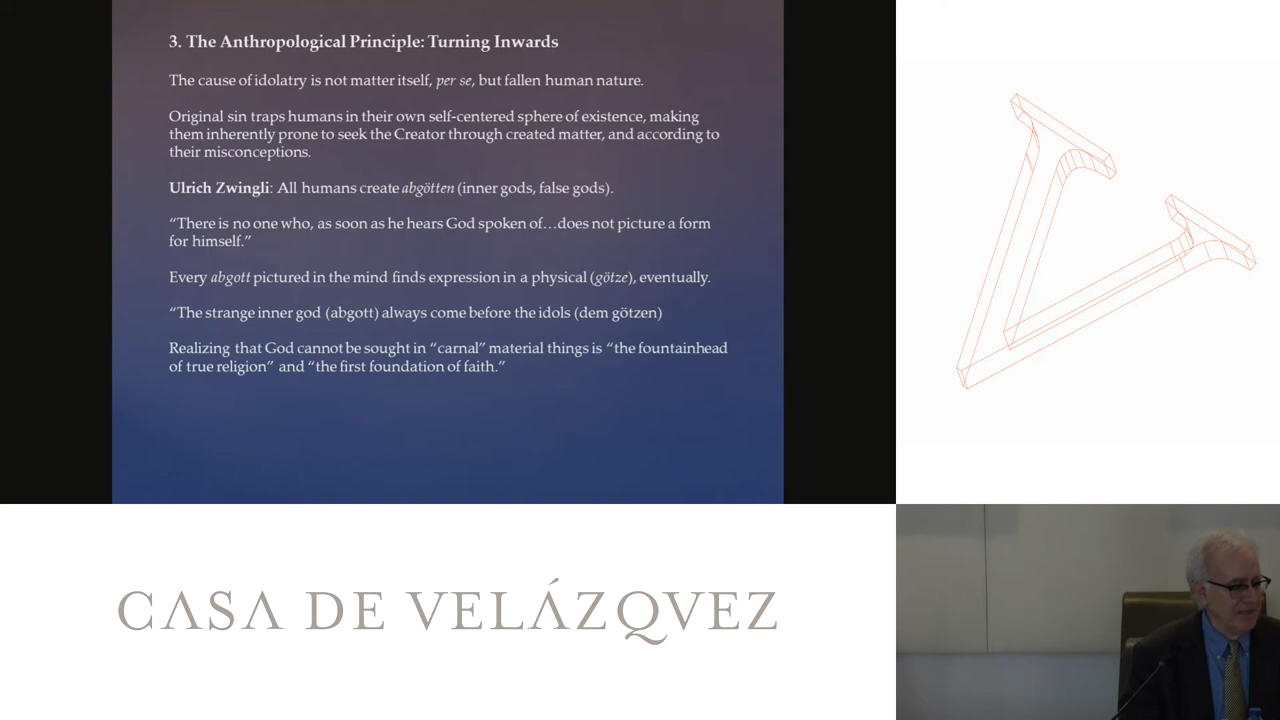 3. The Anthropological Principle: Turning Inwards
The cause of idolatry is not matter itself, per se, but fallen human nature.
Original sin traps humans in their own self-centered sphere of existence, making
them inherently prone to seek the Creator through created matter, and according to
their misconceptions.
Ulrich Zwingli: All humans create abgötten (inner gods, false gods).
“There is no one who, as soon as he hears God spoken of…does not picture a form
for himself.”
Every abgott pictured in the mind finds expression in a physical (götze), eventually.
“The strange inner god (abgott) always come before the idols (dem götzen)
Realizing that God cannot be sought in “carnal” material things is “the fountainhead
of true religion” and “the first foundation of faith.”
CASA DE VELÁZQVEZ